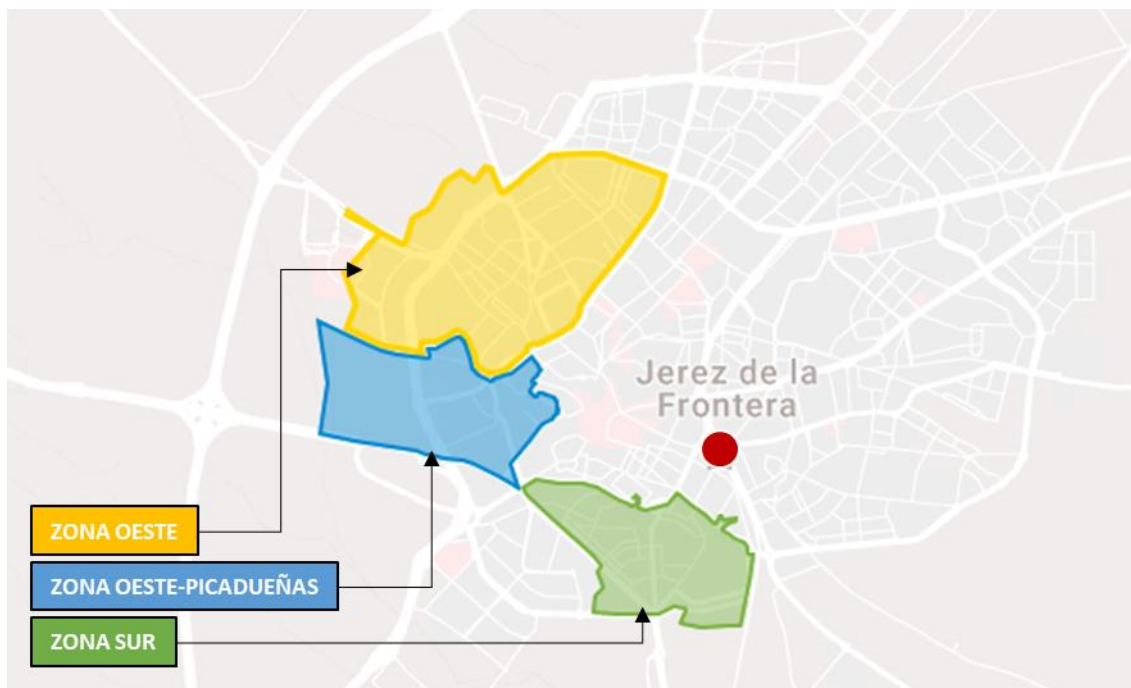 Jerez de la
Frontera
ZONA OESTE
ZONA OESTE-PICADUEÑAS
ZONA SUR